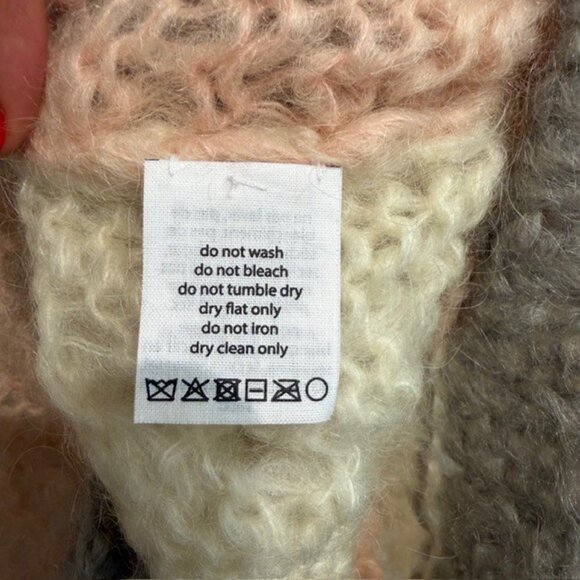 do not wash
do not bleach
do not tumble dry
dry flat only
do not iron
dry clean only